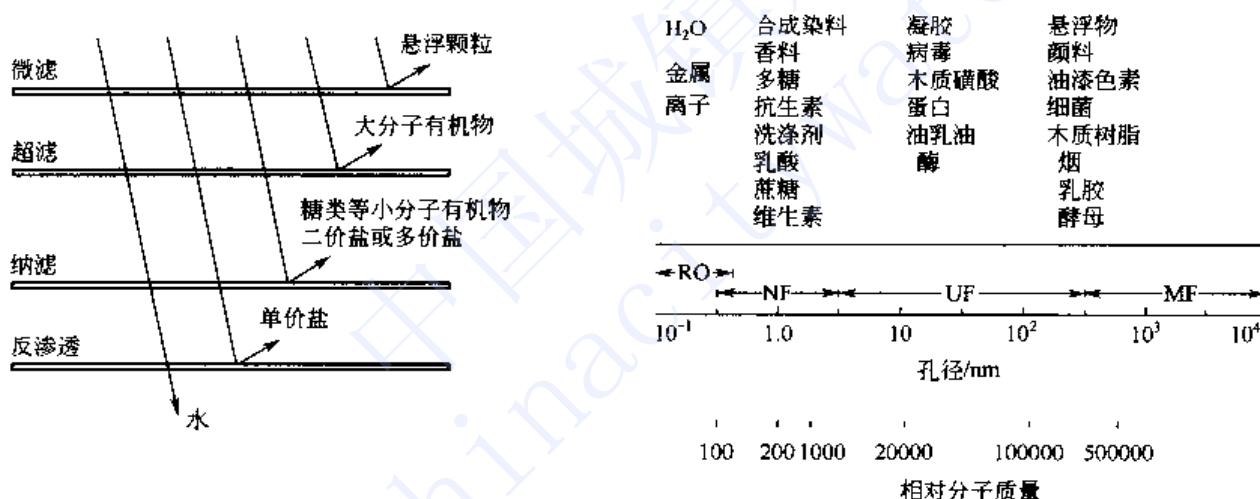 微滤
悬浮颗粒
超滤
大分子有机物
纳滤
糖类等小分子有机物
二价盐或多价盐
反渗透
单价盐
水
H₂O 合成染料 凝胶 悬浮物
香料 病毒 颜料
金属 多糖 木质磺酸 油漆色素
离子 抗生素 蛋白 细菌
洗涤剂 油乳油 木质树脂
乳酸 酶 烟
蔗糖 乳胶
维生素 酵母
RO
NF UF MF
10⁻¹ 1.0 10 10² 10³ 10⁴
孔径/nm
100 200 1000 20000 100000 500000
相对分子质量
中国城镇
chinacitywat